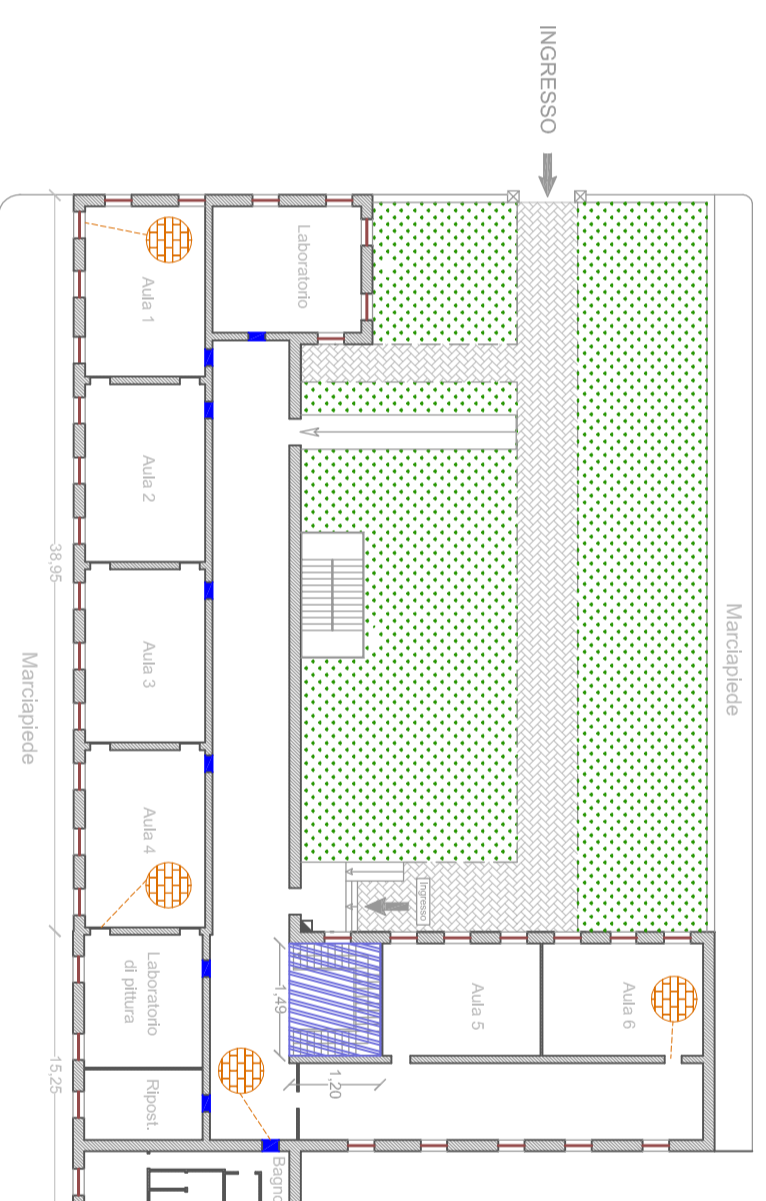 INGRESSO
Laboratorio
Aula 1
Aula 2
Aula 3
Aula 4
38,95
Marciapiede
Marciapiede
Ingresso
Laboratorio
di pittura
Ripost.
15,25
1,49
1,20
Aula 5
Aula 6
Bagno